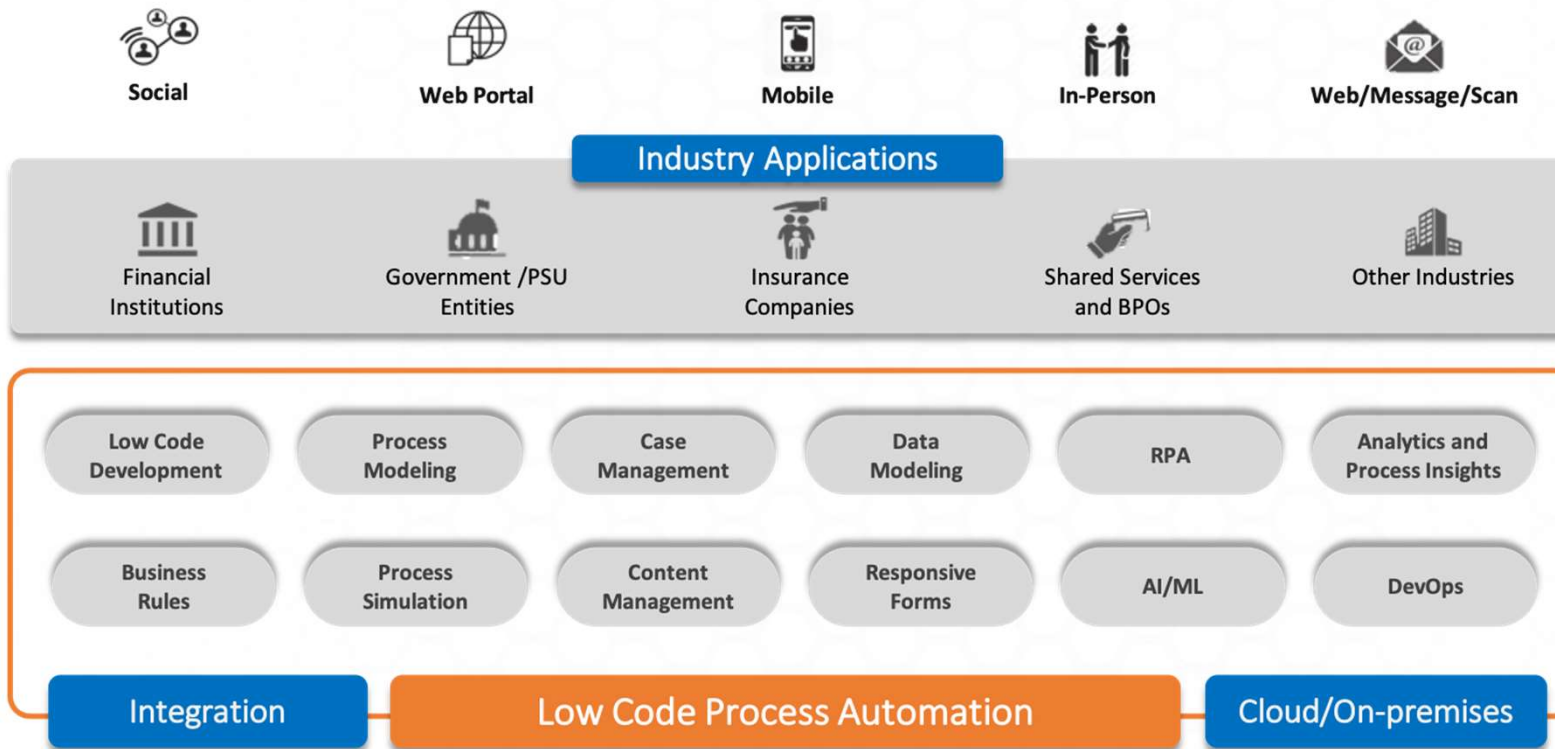 Social
Web Portal
Mobile
In-Person
Web/Message/Scan
Industry Applications
Financial
Institutions
Government /PSU
Entities
Insurance
Companies
Shared Services
and BPOs
Other Industries
Low Code
Development
Process
Modeling
Case
Management
Data
Modeling
RPA
Analytics and
Process Insights
Business
Rules
Process
Simulation
Content
Management
Responsive
Forms
AI/ML
DevOps
Integration
Low Code Process Automation
Cloud/On-premises